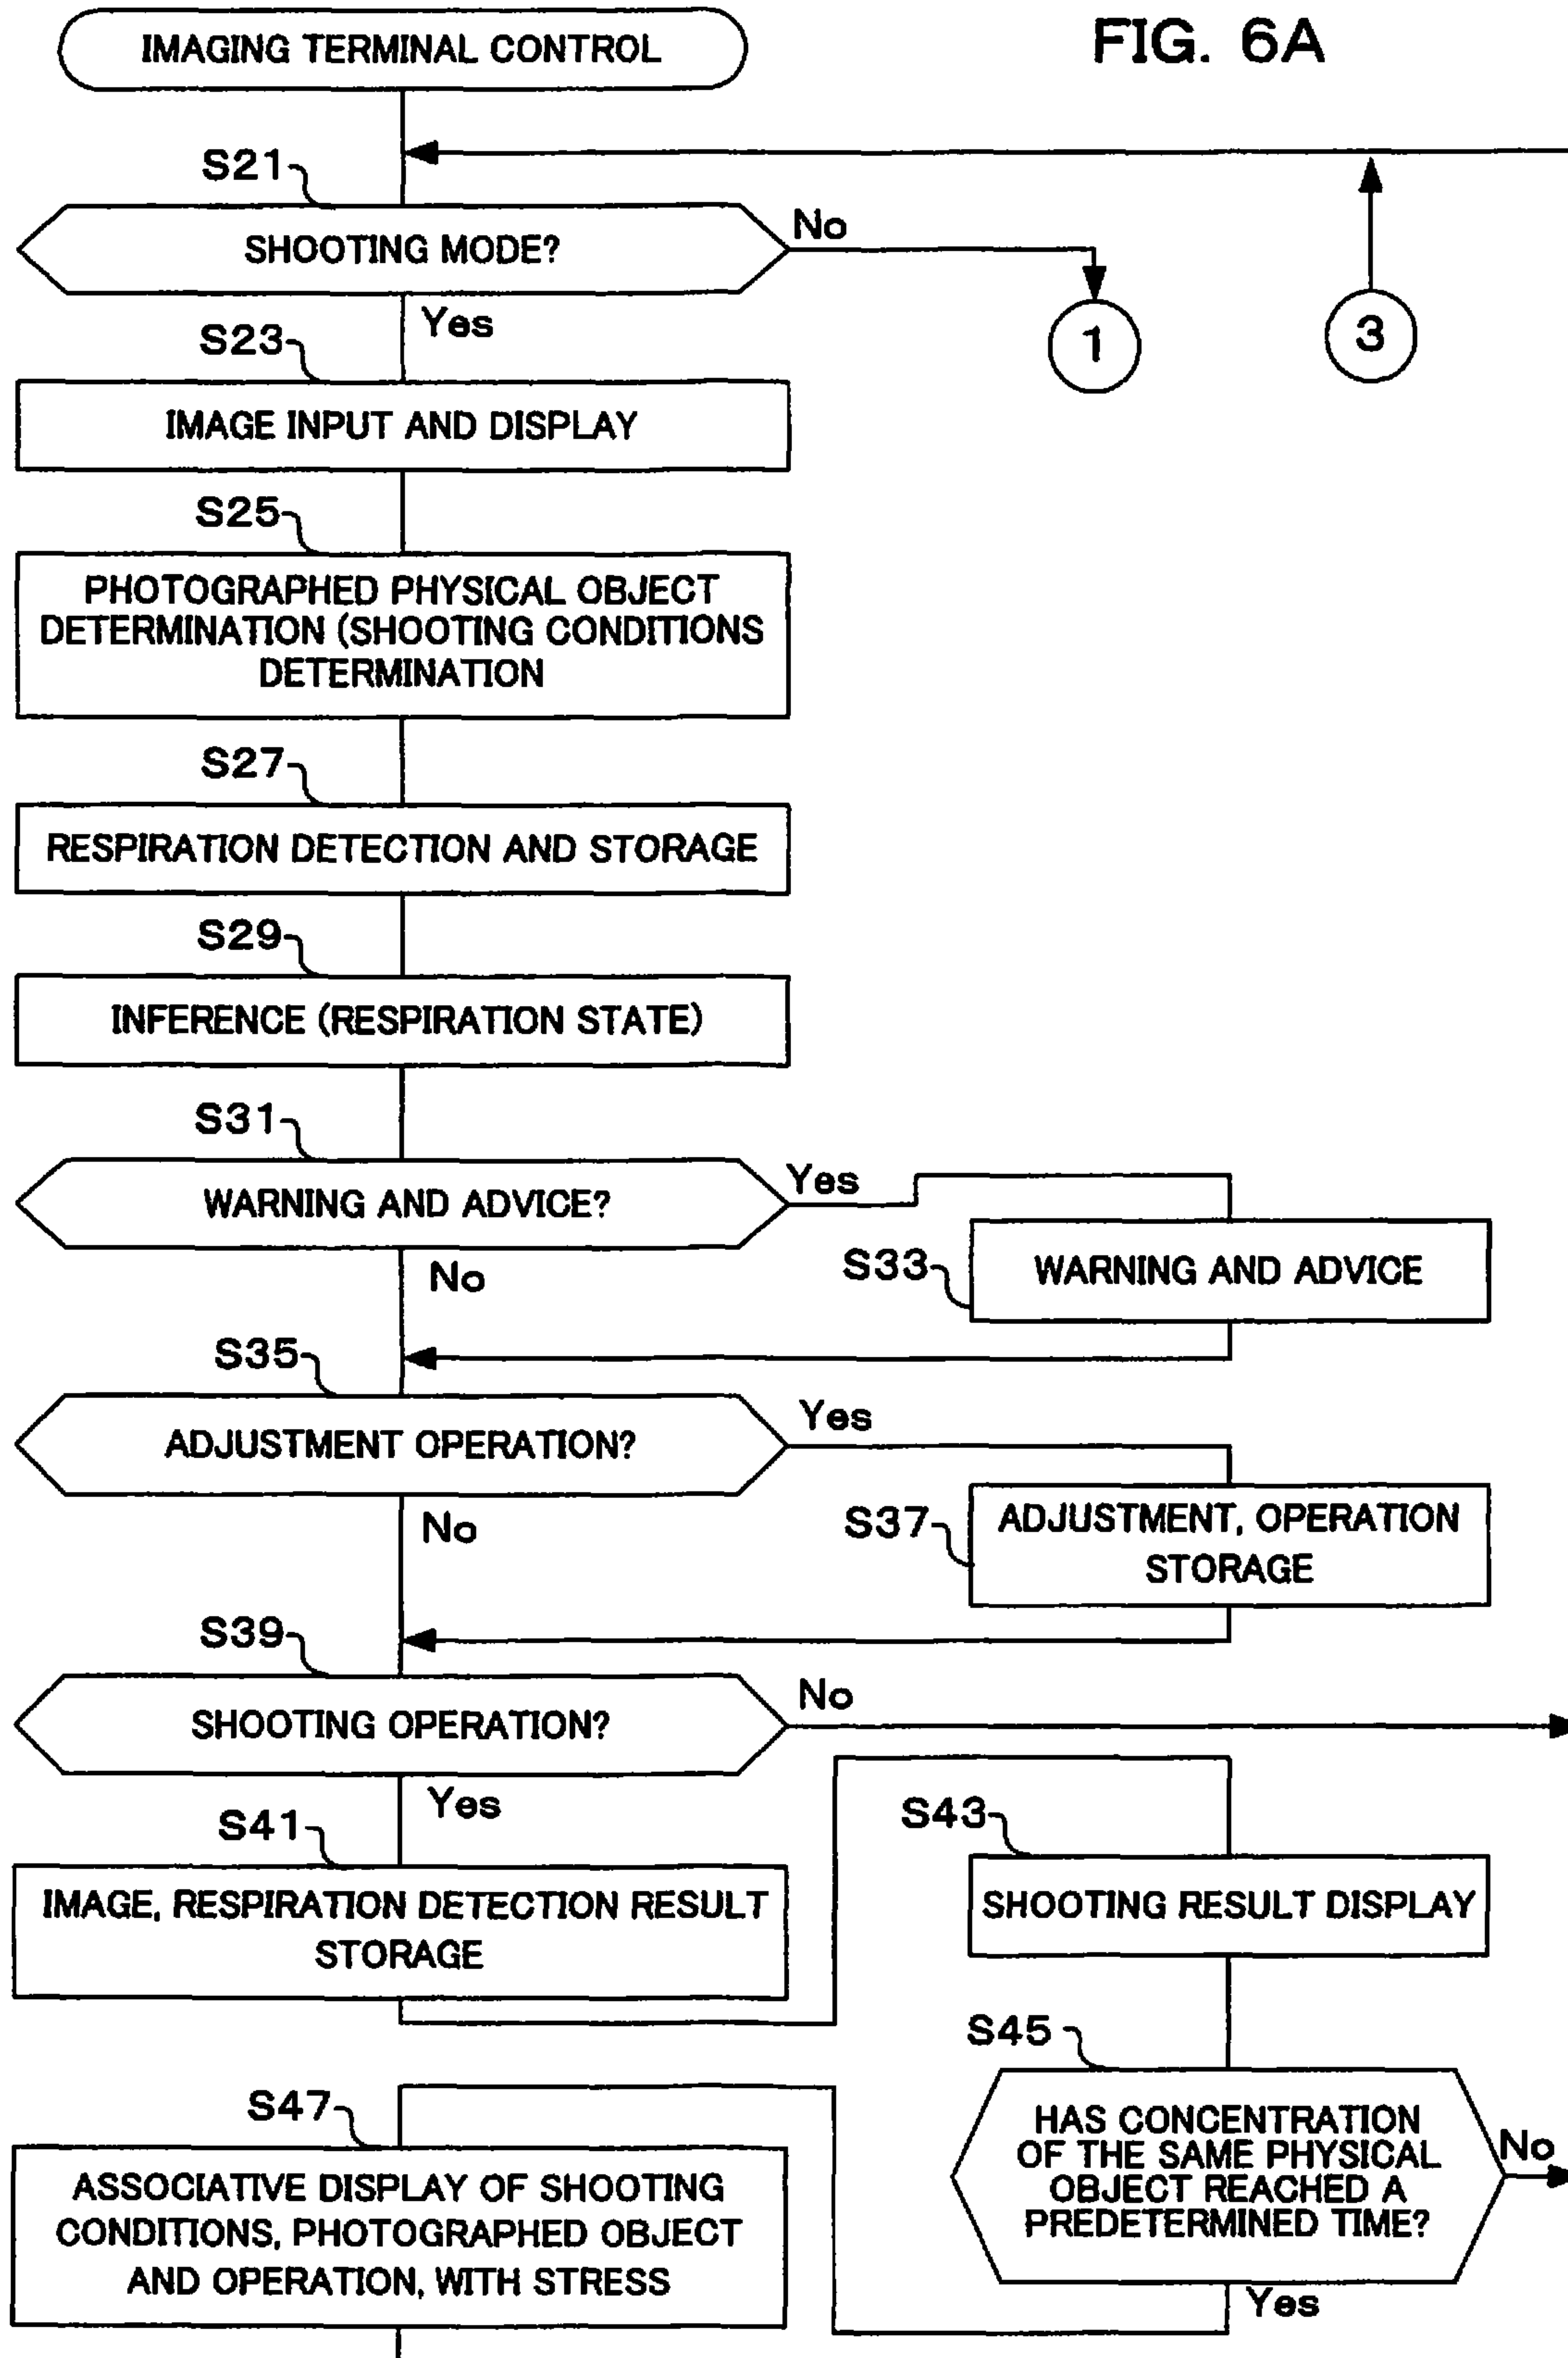 IMAGING TERMINAL CONTROL
FIG. 6A
S21
SHOOTING MODE?
No
1
3
Yes
S23
IMAGE INPUT AND DISPLAY
S25
PHOTOGRAPHED PHYSICAL OBJECT
DETERMINATION (SHOOTING CONDITIONS
DETERMINATION
S27
RESPIRATION DETECTION AND STORAGE
S29
INFERENCE (RESPIRATION STATE)
S31
WARNING AND ADVICE?
Yes
No
S33
WARNING AND ADVICE
S35
ADJUSTMENT OPERATION?
Yes
No
S37
ADJUSTMENT, OPERATION
STORAGE
S39
SHOOTING OPERATION?
No
Yes
S41
IMAGE, RESPIRATION DETECTION RESULT
STORAGE
S43
SHOOTING RESULT DISPLAY
S45
HAS CONCENTRATION
OF THE SAME PHYSICAL
OBJECT REACHED A
PREDETERMINED TIME?
No
Yes
S47
ASSOCIATIVE DISPLAY OF SHOOTING
CONDITIONS, PHOTOGRAPHED OBJECT
AND OPERATION, WITH STRESS